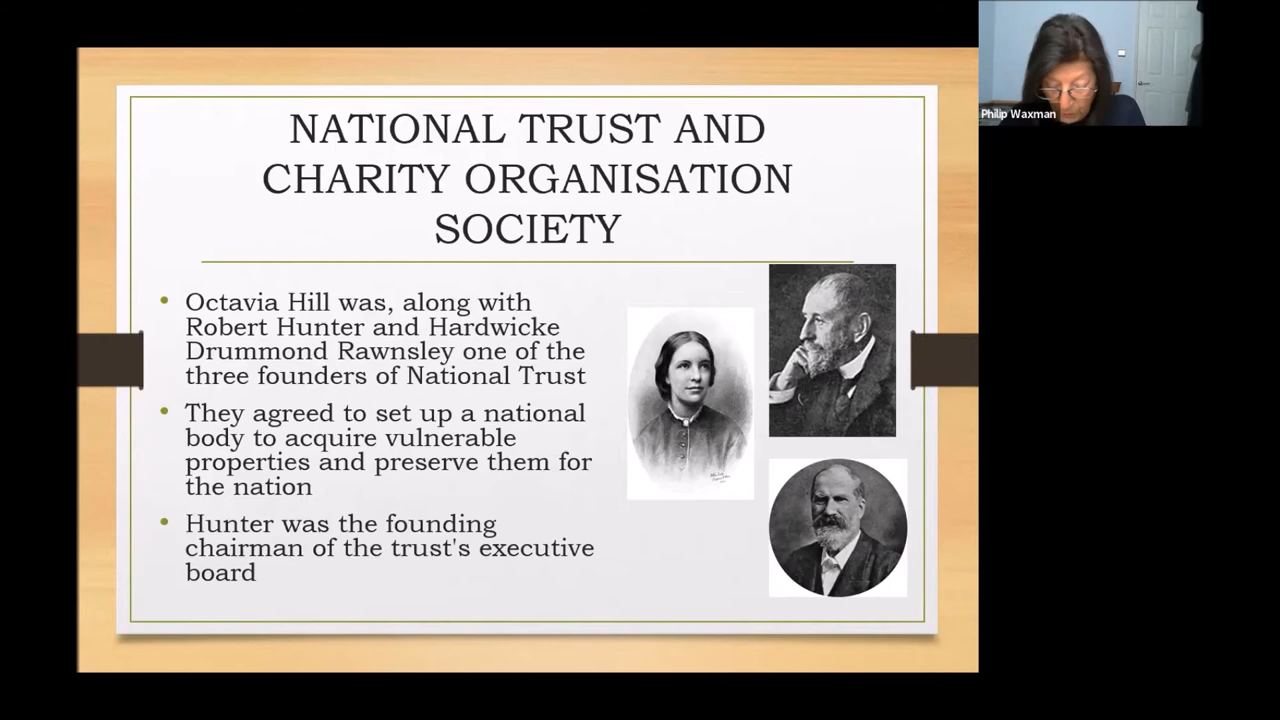 NATIONAL TRUST AND
CHARITY ORGANISATION
SOCIETY
• Octavia Hill was, along with
Robert Hunter and Hardwicke
Drummond Rawnsley one of the
three founders of National Trust
• They agreed to set up a national
body to acquire vulnerable
properties and preserve them for
the nation
• Hunter was the founding
chairman of the trust's executive
board
Philip Waxman